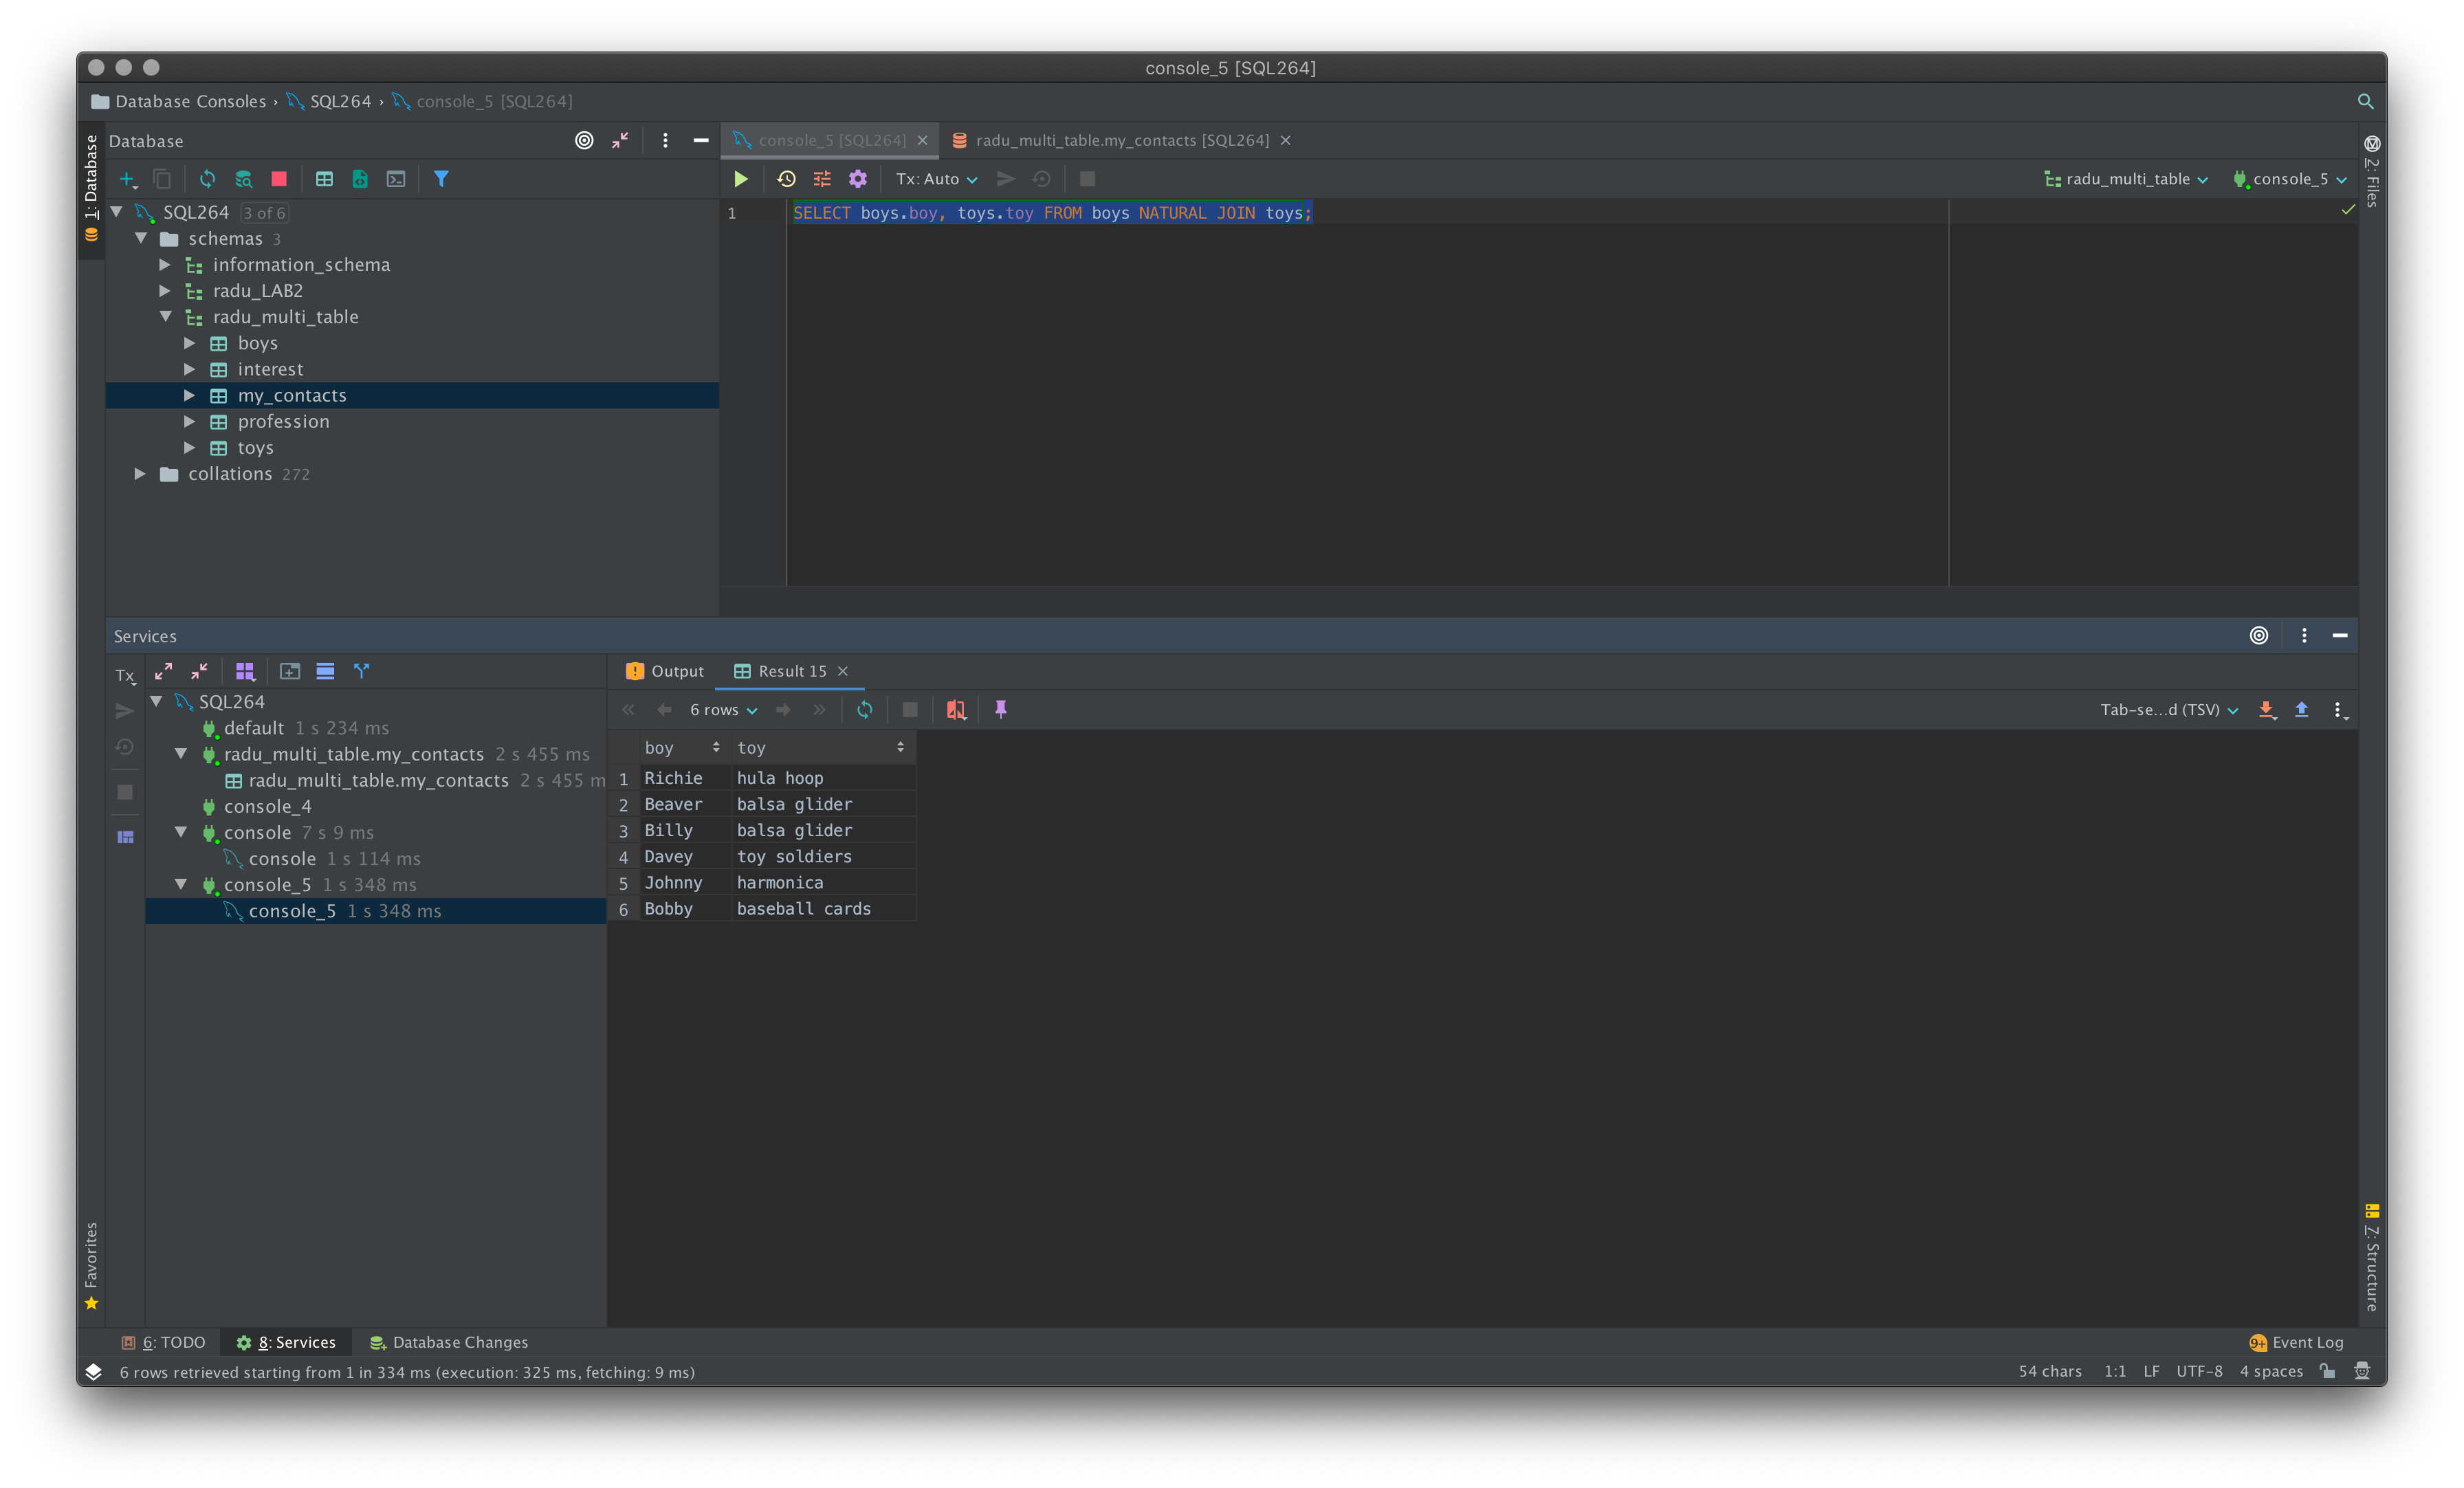 console_5 [SQL264]
Database Consoles › SQL264 › console_5 [SQL264]
1: Database
Database
console_5 [SQL264]
radu_multi_table.my_contacts [SQL264]
Tx: Auto
radu_multi_table
console_5
2: Files
SQL264 3 of 6
schemas 3
information_schema
radu_LAB2
radu_multi_table
boys
interest
my_contacts
profession
toys
collations 272
1 SELECT boys.boy, toys.toy FROM boys NATURAL JOIN toys;
Services
Tx
SQL264
default 1 s 234 ms
radu_multi_table.my_contacts 2 s 455 ms
radu_multi_table.my_contacts 2 s 455 m
console_4
console 7 s 9 ms
console 1 s 114 ms
console_5 1 s 348 ms
console_5 1 s 348 ms
Output
Result 15
6 rows
Tab-se...d (TSV)
boy toy
1 Richie hula hoop
2 Beaver balsa glider
3 Billy balsa glider
4 Davey toy soldiers
5 Johnny harmonica
6 Bobby baseball cards
Favorites
7: Structure
6: TODO
8: Services
Database Changes
9+ Event Log
6 rows retrieved starting from 1 in 334 ms (execution: 325 ms, fetching: 9 ms)
54 chars 1:1 LF UTF-8 4 spaces